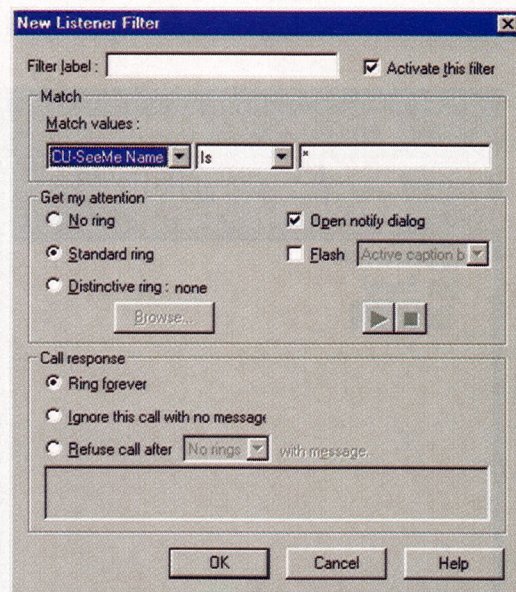 New Listener Filter
Filter label :
Activate this filter
Match
Match values :
CU-SeeMe Name Is *
Get my attention
No ring
Open notify dialog
Standard ring
Flash Active caption b
Distinctive ring : none
Browse...
Call response
Ring forever
Ignore this call with no message
Refuse call after No rings with message.
OK Cancel Help